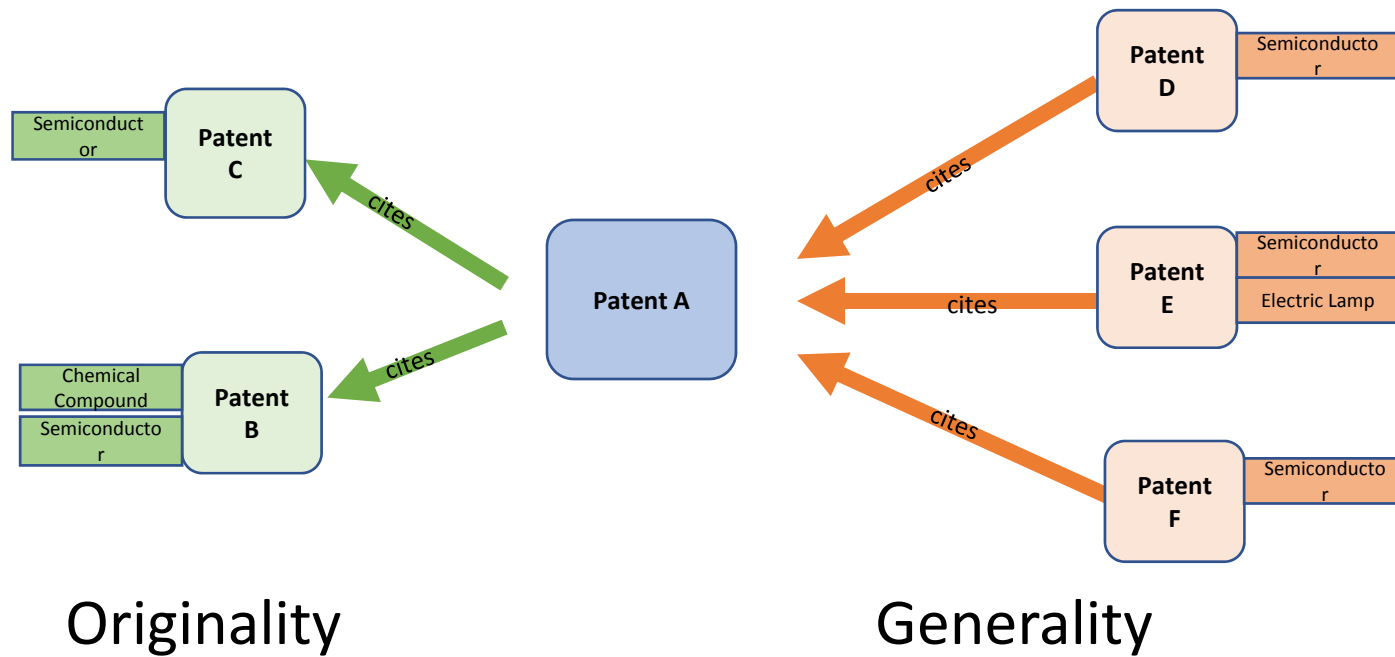 Semiconduct
or
Patent
C
cites
Chemical
Compound
Semiconducto
r
Patent
B
cites
Patent A
Patent
D
Semiconducto
r
cites
Patent
E
Semiconducto
r
Electric Lamp
cites
Patent
F
Semiconducto
r
cites
Originality
Generality